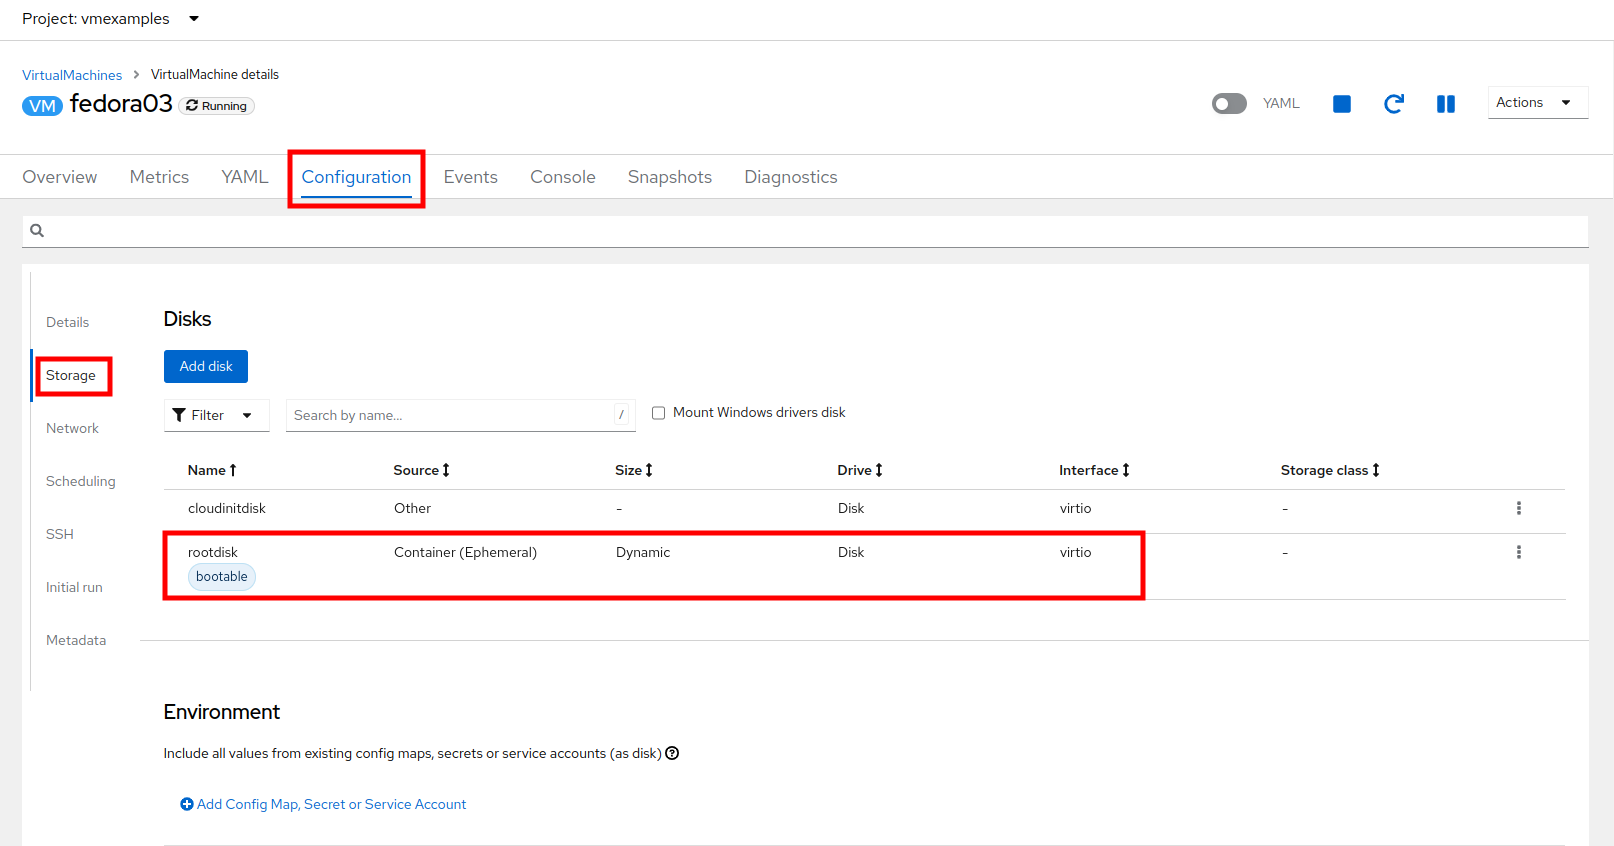 Project: vmexamples
VirtualMachines > VirtualMachine details
VM fedora03 Running
YAML
Actions
Overview Metrics YAML Configuration Events Console Snapshots Diagnostics
Details
Storage
Network
Scheduling
SSH
Initial run
Metadata
Disks
Add disk
Filter Search by name... / Mount Windows drivers disk
Name Source Size Drive Interface Storage class
cloudinitdisk Other - Disk virtio -
rootdisk Container (Ephemeral) Dynamic Disk virtio -
bootable
Environment
Include all values from existing config maps, secrets or service accounts (as disk)
Add Config Map, Secret or Service Account